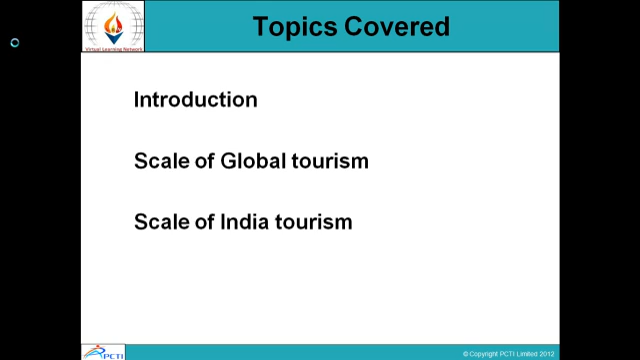 Topics Covered
Virtual Learning Network
Introduction
Scale of Global tourism
Scale of India tourism
PCTI
© Copyright PCTI Limited 2012